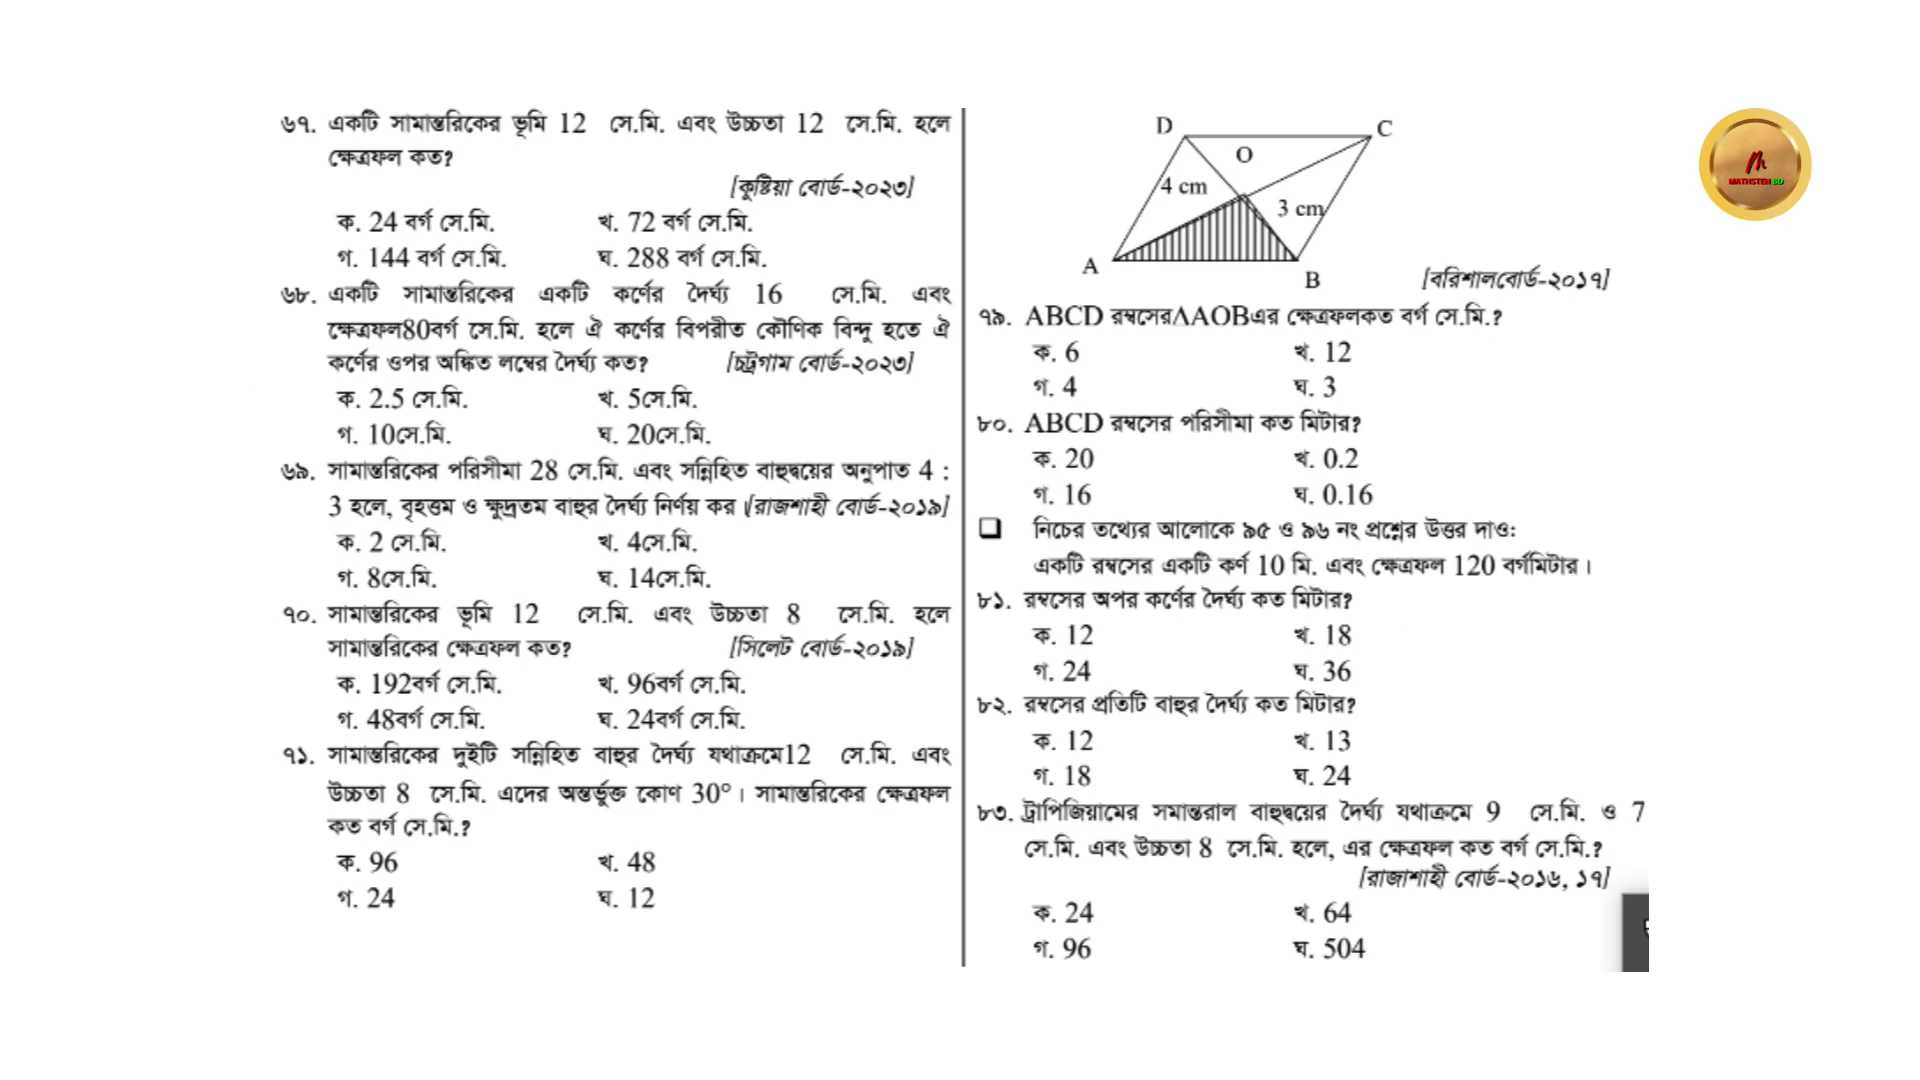 ৬৭. একটি সামান্তরিকের ভূমি 12 সে.মি. এবং উচ্চতা 12 সে.মি. হলে
ক্ষেত্রফল কত?
[কুষ্টিয়া বোর্ড-২০২৩]
ক. 24 বর্গ সে.মি. খ. 72 বর্গ সে.মি.
গ. 144 বর্গ সে.মি. ঘ. 288 বর্গ সে.মি.
৬৮. একটি সামান্তরিকের একটি কর্ণের দৈর্ঘ্য 16 সে.মি. এবং
ক্ষেত্রফল80বর্গ সে.মি. হলে ঐ কর্ণের বিপরীত কৌণিক বিন্দু হতে ঐ
কর্ণের ওপর অঙ্কিত লম্বের দৈর্ঘ্য কত? [চট্রগাম বোর্ড-২০২৩]
ক. 2.5 সে.মি. খ. 5সে.মি.
গ. 10সে.মি. ঘ. 20সে.মি.
৬৯. সামান্তরিকের পরিসীমা 28 সে.মি. এবং সন্নিহিত বাহুদ্বয়ের অনুপাত 4 :
3 হলে, বৃহত্তম ও ক্ষুদ্রতম বাহুর দৈর্ঘ্য নির্ণয় কর।[রাজশাহী বোর্ড-২০১৯]
ক. 2 সে.মি. খ. 4সে.মি.
গ. 8সে.মি. ঘ. 14সে.মি.
৭০. সামান্তরিকের ভূমি 12 সে.মি. এবং উচ্চতা 8 সে.মি. হলে
সামান্তরিকের ক্ষেত্রফল কত? [সিলেট বোর্ড-২০১৯]
ক. 192বর্গ সে.মি. খ. 96বর্গ সে.মি.
গ. 48বর্গ সে.মি. ঘ. 24বর্গ সে.মি.
৭১. সামান্তরিকের দুইটি সন্নিহিত বাহুর দৈর্ঘ্য যথাক্রমে12 সে.মি. এবং
উচ্চতা 8 সে.মি. এদের অন্তর্ভুক্ত কোণ 30°। সামান্তরিকের ক্ষেত্রফল
কত বর্গ সে.মি.?
ক. 96 খ. 48
গ. 24 ঘ. 12
D C
O
4 cm
3 cm
A
B [বরিশালবোর্ড-২০১৭]
৭৯. ABCD রম্বসেরΔAOBএর ক্ষেত্রফলকত বর্গ সে.মি.?
ক. 6 খ. 12
গ. 4 ঘ. 3
৮০. ABCD রম্বসের পরিসীমা কত মিটার?
ক. 20 খ. 0.2
গ. 16 ঘ. 0.16
❑ নিচের তথ্যের আলোকে ৯৫ ও ৯৬ নং প্রশ্নের উত্তর দাও:
একটি রম্বসের একটি কর্ণ 10 মি. এবং ক্ষেত্রফল 120 বর্গমিটার।
৮১. রম্বসের অপর কর্ণের দৈর্ঘ্য কত মিটার?
ক. 12 খ. 18
গ. 24 ঘ. 36
৮২. রম্বসের প্রতিটি বাহুর দৈর্ঘ্য কত মিটার?
ক. 12 খ. 13
গ. 18 ঘ. 24
৮৩. ট্রাপিজিয়ামের সমান্তরাল বাহুদ্বয়ের দৈর্ঘ্য যথাক্রমে 9 সে.মি. ও 7
সে.মি. এবং উচ্চতা 8 সে.মি. হলে, এর ক্ষেত্রফল কত বর্গ সে.মি.?
[রাজাশাহী বোর্ড-২০১৬, ১৭]
ক. 24 খ. 64
গ. 96 ঘ. 504
MATHSTEN BD